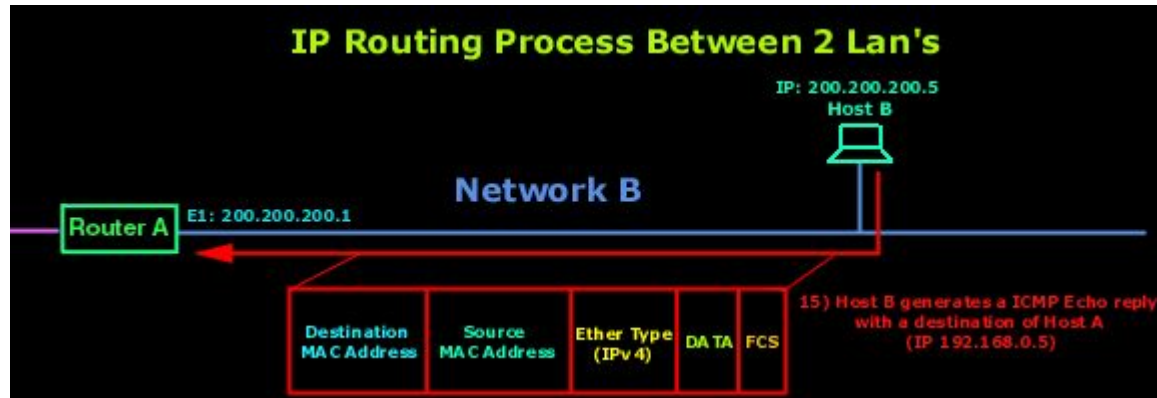 IP Routing Process Between 2 Lan's
IP: 200.200.200.5
Host B
Network B
Router A
E1: 200.200.200.1
Destination
MAC Address
Source
MAC Address
Ether Type
(IPv4)
DATA
FCS
15) Host B generates a ICMP Echo reply
with a destination of Host A
(IP 192.168.0.5)